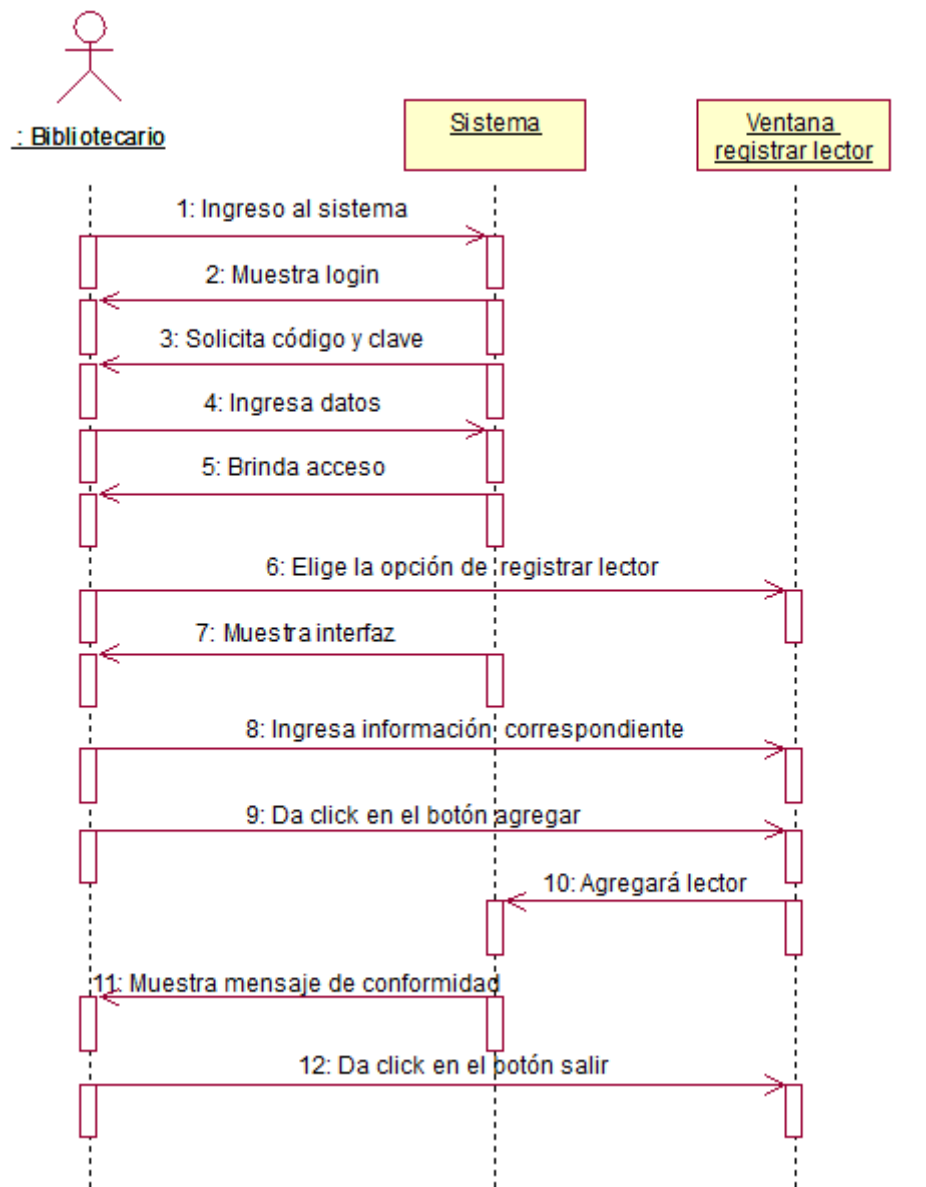 : Bibliotecario
Sistema
Ventana
registrar lector
1: Ingreso al sistema
2: Muestra login
3: Solicita código y clave
4: Ingresa datos
5: Brinda acceso
6: Elige la opción de registrar lector
7: Muestra interfaz
8: Ingresa información correspondiente
9: Da click en el botón agregar
10: Agregará lector
11: Muestra mensaje de conformidad
12: Da click en el botón salir